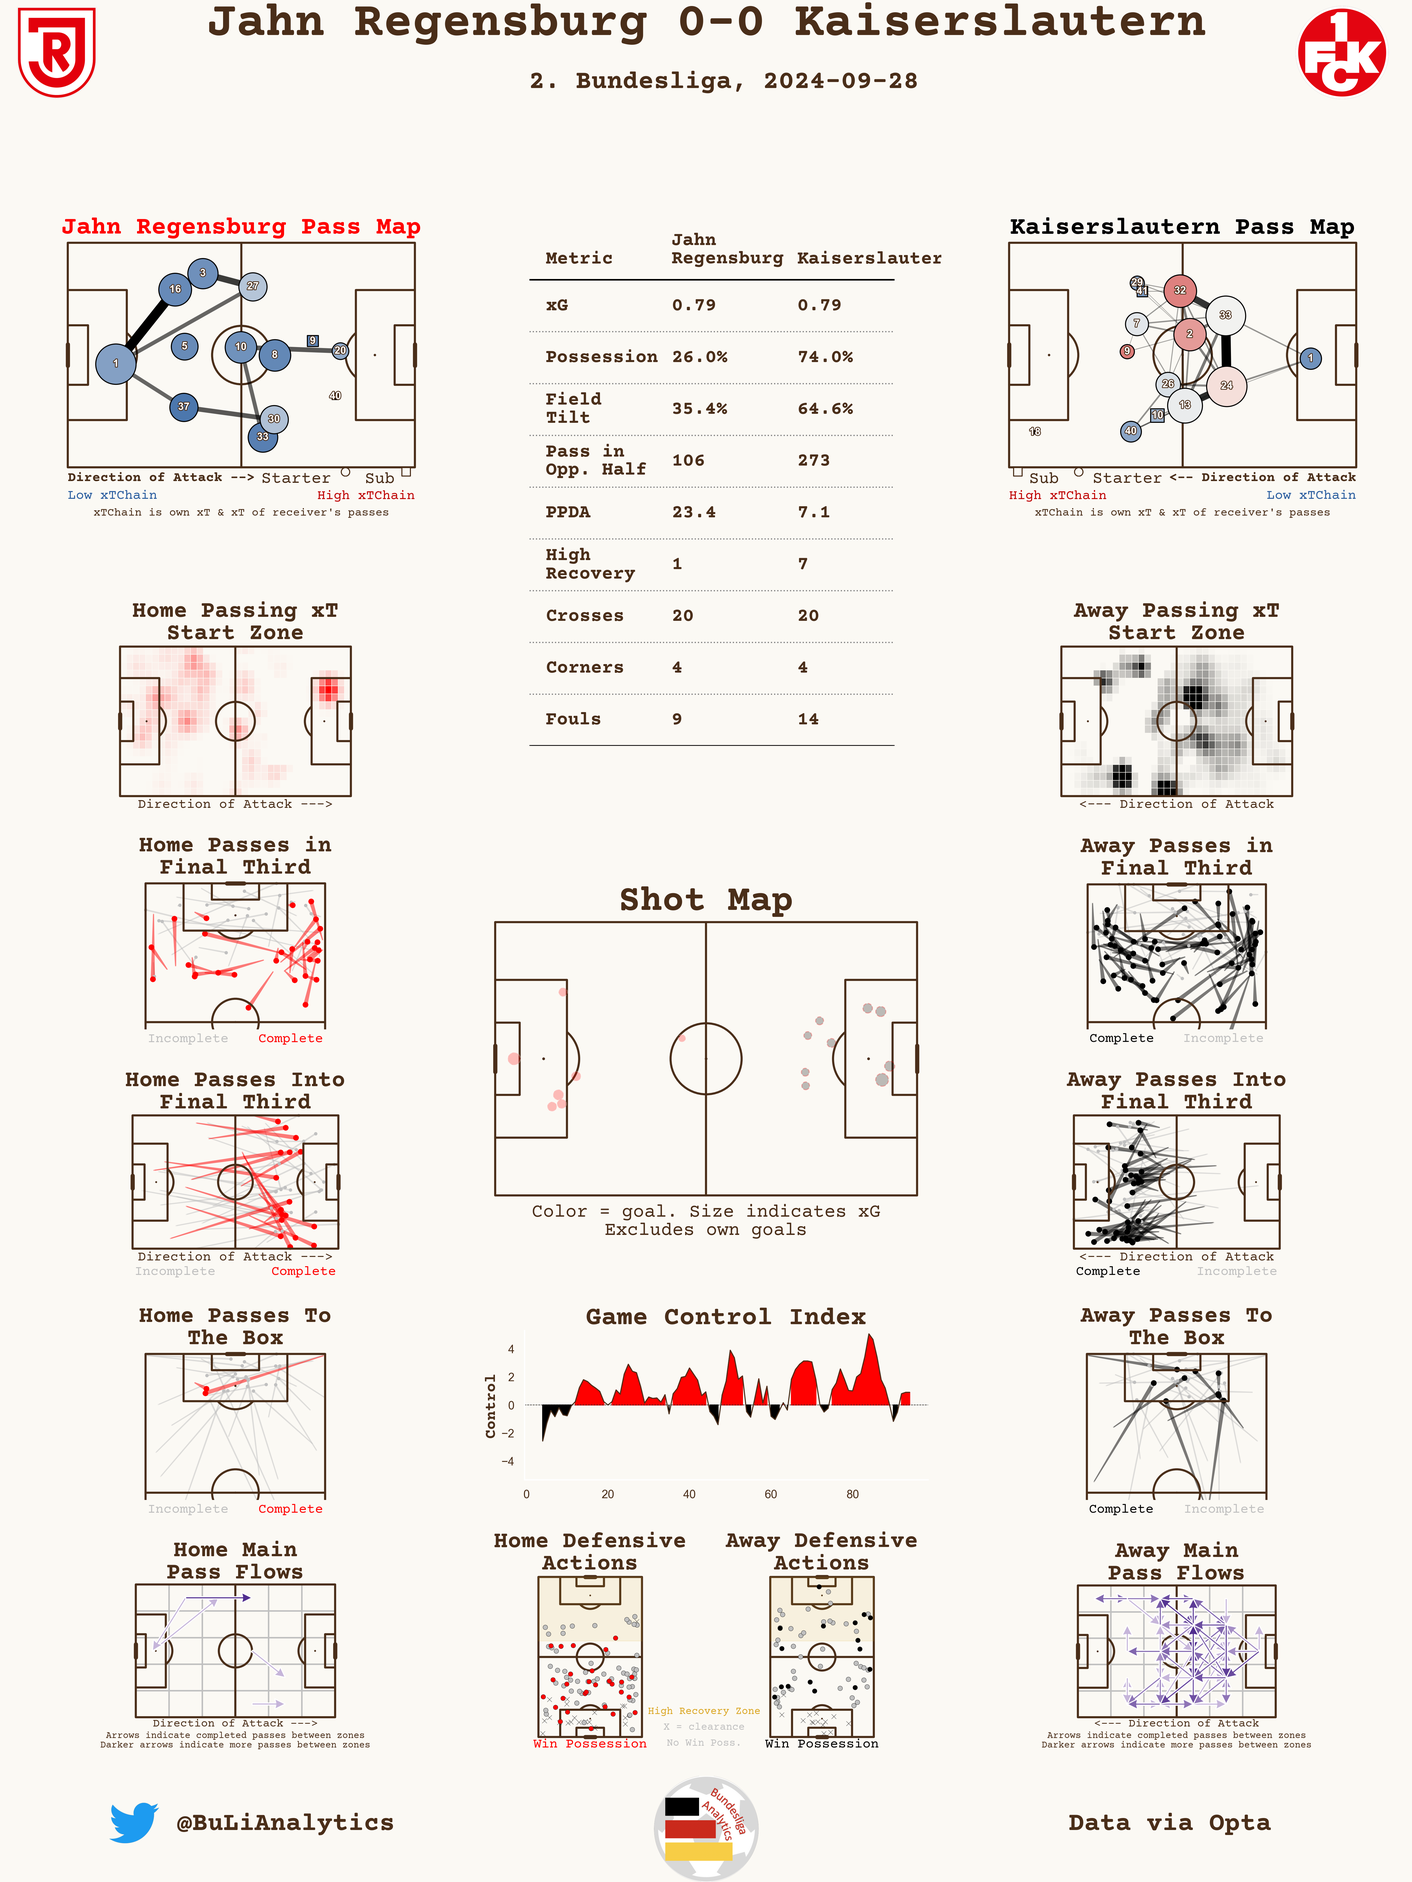 Jahn Regensburg 0-0 Kaiserslautern
2. Bundesliga, 2024-09-28
R
1
F K
C
Jahn Regensburg Pass Map
3
16
27
5
10
8
9
20
1
40
37
30
33
Direction of Attack --> Starter Sub
Low xTChain High xTChain
xTChain is own xT & xT of receiver's passes
Metric Jahn Regensburg Kaiserslauter
xG 0.79 0.79
Possession 26.0% 74.0%
Field Tilt 35.4% 64.6%
Pass in Opp. Half 106 273
PPDA 23.4 7.1
High Recovery 1 7
Crosses 20 20
Corners 4 4
Fouls 9 14
Kaiserslautern Pass Map
29
41
32
7
33
2
9
1
26
24
13
10
40
18
Sub Starter <-- Direction of Attack
High xTChain Low xTChain
xTChain is own xT & xT of receiver's passes
Home Passing xT
Start Zone
Direction of Attack --->
Away Passing xT
Start Zone
<--- Direction of Attack
Home Passes in
Final Third
Incomplete Complete
Away Passes in
Final Third
Complete Incomplete
Shot Map
Color = goal. Size indicates xG
Excludes own goals
Home Passes Into
Final Third
Direction of Attack --->
Incomplete Complete
Away Passes Into
Final Third
<--- Direction of Attack
Complete Incomplete
Home Passes To
The Box
Incomplete Complete
Game Control Index
Control
4
2
0
−2
−4
0 20 40 60 80
Away Passes To
The Box
Complete Incomplete
Home Main
Pass Flows
Direction of Attack --->
Arrows indicate completed passes between zones
Darker arrows indicate more passes between zones
Home Defensive
Actions
Win Possession
High Recovery Zone
X = clearance
No Win Poss.
Away Defensive
Actions
Win Possession
Away Main
Pass Flows
<--- Direction of Attack
Arrows indicate completed passes between zones
Darker arrows indicate more passes between zones
@BuLiAnalytics
Bundesliga
Analytics
Data via Opta